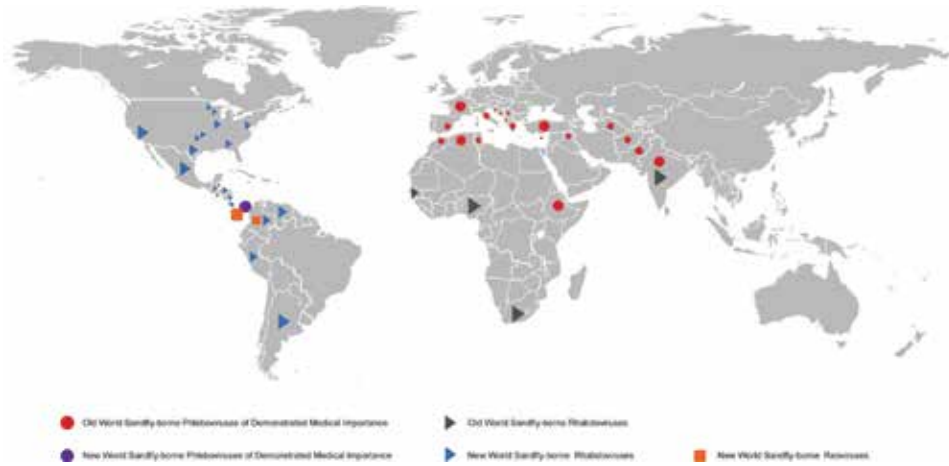 Old World Sandfly-borne Phleboviruses of Demonstrated Medical Importance
Old World Sandfly-borne Rhabdoviruses
New World Sandfly-borne Phleboviruses of Demonstrated Medical Importance
New World Sandfly-borne Rhabdoviruses
New World Sandfly-borne Reoviruses